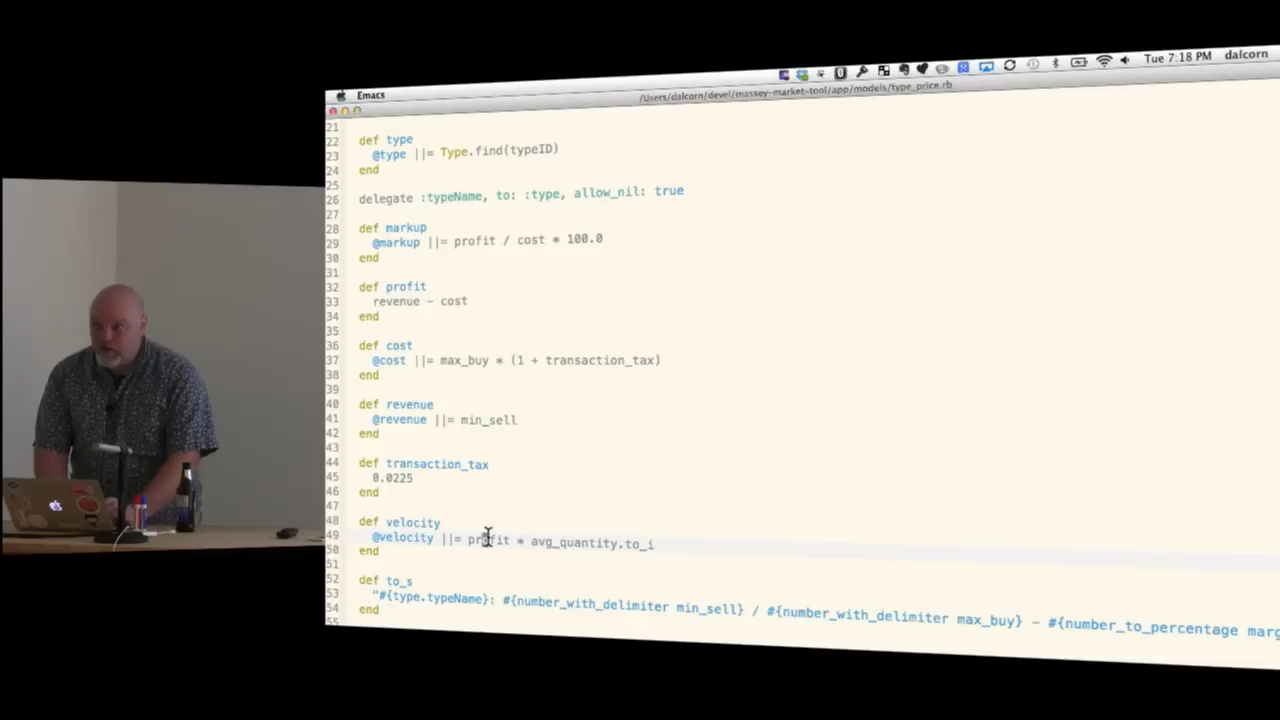 Emacs
Tue 7:18 PM dalcorn
/Users/dalcorn/devel/massey-market-tool/app/models/type_price.rb
21
22 def type
23 @type ||= Type.find(typeID)
24 end
25
26 delegate :typeName, to: :type, allow_nil: true
27
28 def markup
29 @markup ||= profit / cost * 100.0
30 end
31
32 def profit
33 revenue - cost
34 end
35
36 def cost
37 @cost ||= max_buy * (1 + transaction_tax)
38 end
39
40 def revenue
41 @revenue ||= min_sell
42 end
43
44 def transaction_tax
45 0.0225
46 end
47
48 def velocity
49 @velocity ||= profit * avg_quantity.to_i
50 end
51
52 def to_s
53 "#{type.typeName}: #{number_with_delimiter min_sell} / #{number_with_delimiter max_buy} - #{number_to_percentage marg
54 end
55